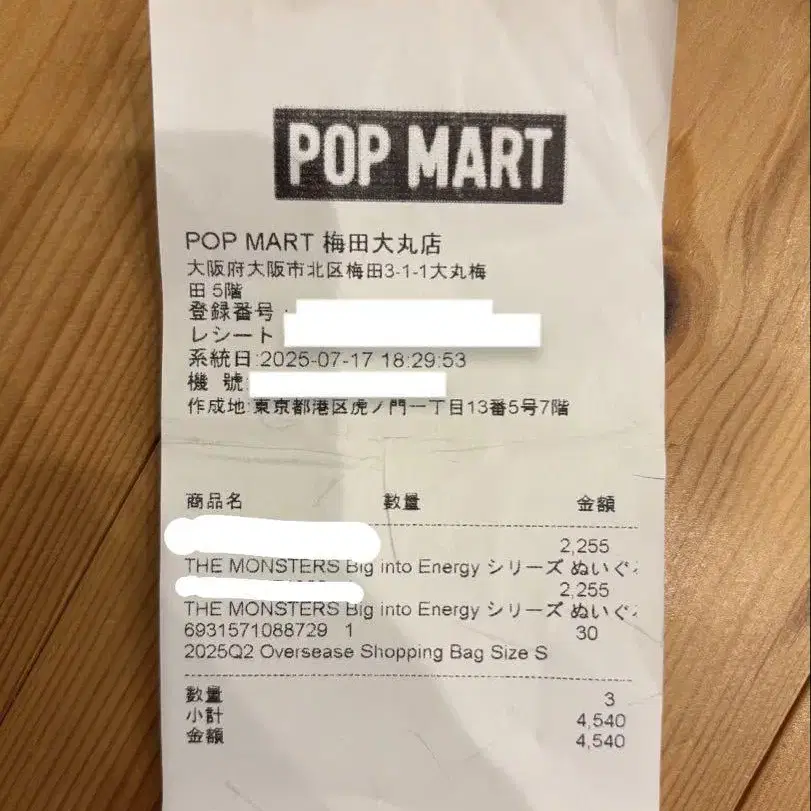 POP MART
POP MART 梅田大丸店
大阪府大阪市北区梅田3-1-1大丸梅
田 5階
登録番号:
レシート
系統日:2025-07-17 18:29:53
機 號:
作成地:東京都港区虎ノ門一丁目13番5号7階
商品名 数量 金額
2,255
THE MONSTERS Big into Energy シリーズ ぬいぐ
2,255
THE MONSTERS Big into Energy シリーズ ぬいぐ
6931571088729 1 30
2025Q2 Oversease Shopping Bag Size S
数量 3
小計 4,540
金額 4,540